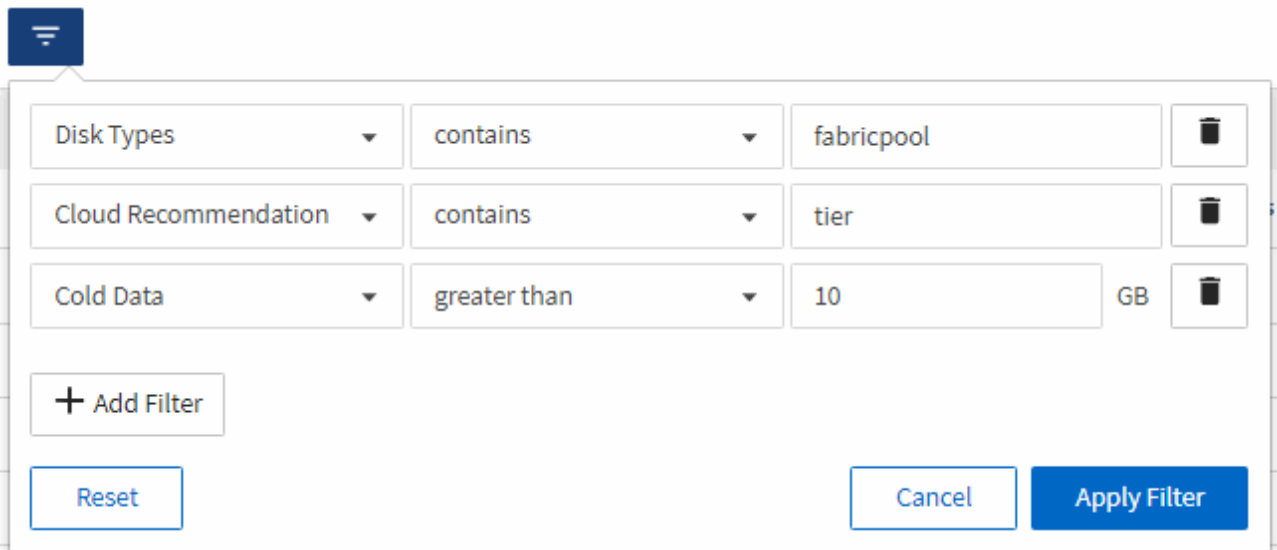 Disk Types contains fabricpool
Cloud Recommendation contains tier
Cold Data greater than 10 GB
Add Filter
Reset Cancel Apply Filter